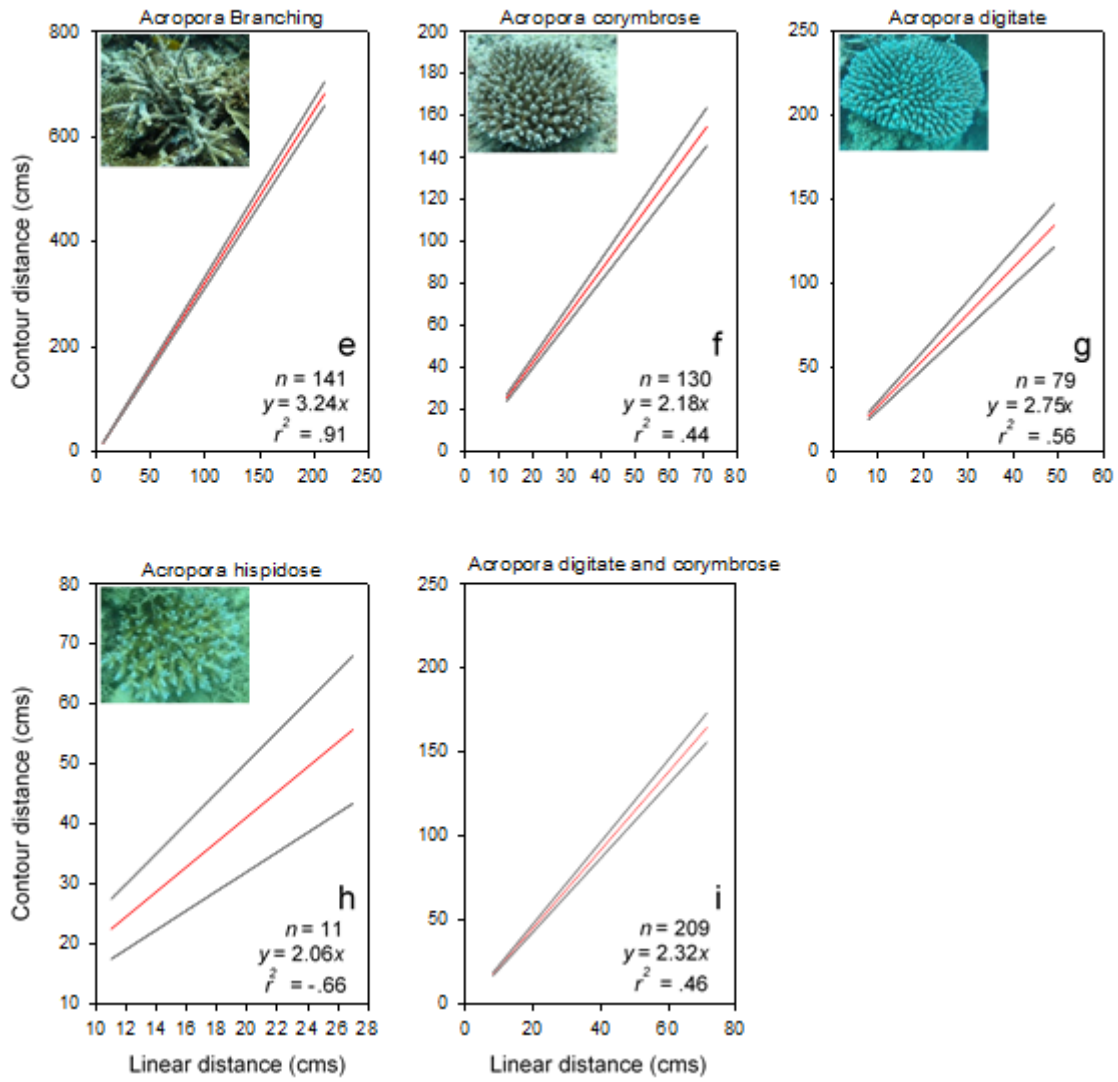 Acropora Branching
800
600
400
200
0
0 50 100 150 200 250
Contour distance (cms)
e
n = 141
y = 3.24x
r² = .91
Acropora corymbrose
200
180
160
140
120
100
80
60
40
20
0
0 10 20 30 40 50 60 70 80
f
n = 130
y = 2.18x
r² = .44
Acropora digitate
250
200
150
100
50
0
0 10 20 30 40 50 60
g
n = 79
y = 2.75x
r² = .56
Acropora hispidose
80
70
60
50
40
30
20
10
10 12 14 16 18 20 22 24 26 28
Contour distance (cms)
Linear distance (cms)
h
n = 11
y = 2.06x
r² = -.66
Acropora digitate and corymbrose
250
200
150
100
50
0
0 20 40 60 80
Linear distance (cms)
i
n = 209
y = 2.32x
r² = .46